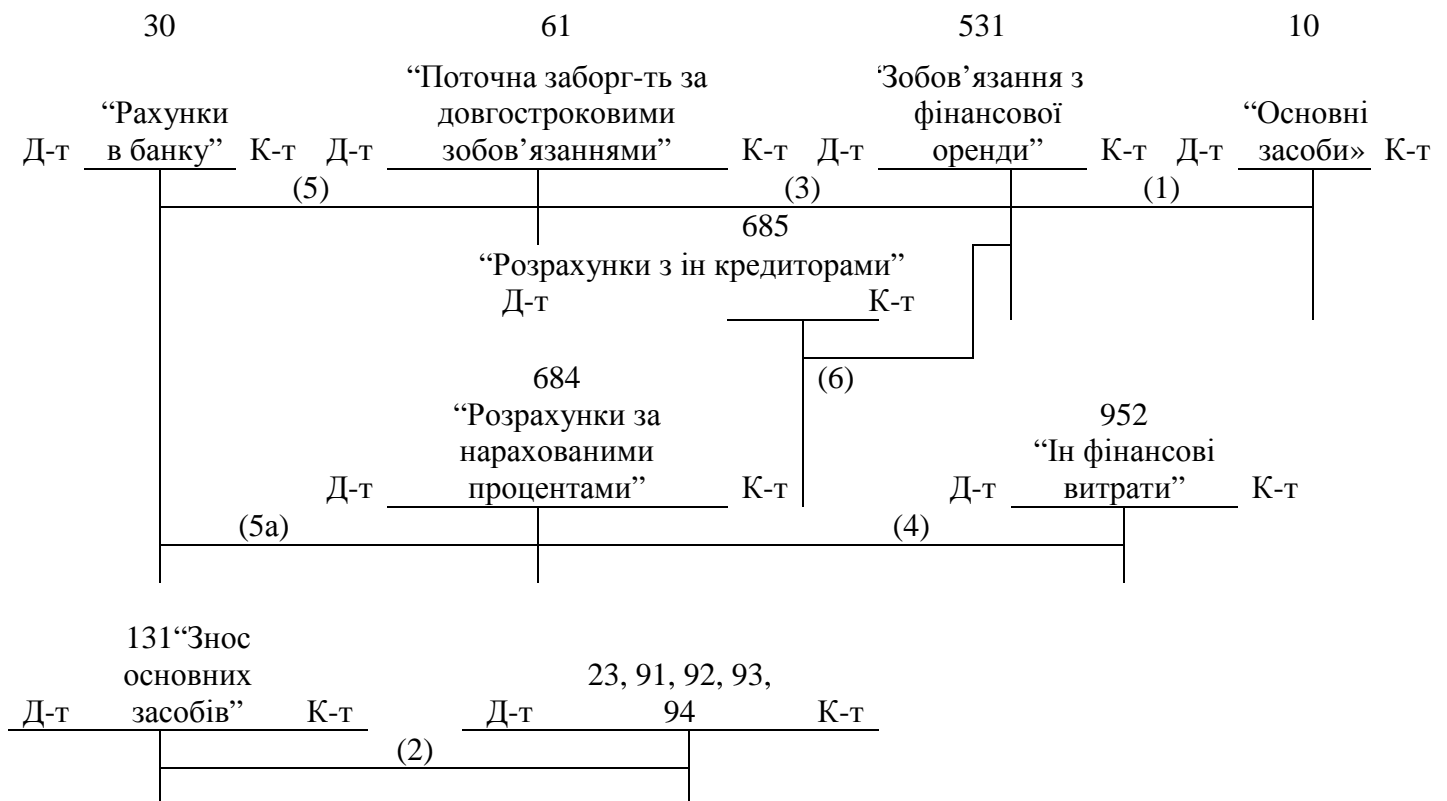 30 61 531 10
“Поточна заборг-ть за ‘Зобов’язання з
“Рахунки довгостроковими фінансової “Основні
Д-т в банку” К-т Д-т зобов’язаннями” К-т Д-т оренди” К-т Д-т засоби» К-т
(5) (3) (1)
685
“Розрахунки з ін кредиторами”
Д-т К-т
684 (6)
“Розрахунки за 952
нарахованими “Ін фінансові
Д-т процентами” К-т Д-т витрати” К-т
(5а) (4)
131“Знос
основних 23, 91, 92, 93,
Д-т засобів” К-т Д-т 94 К-т
(2)